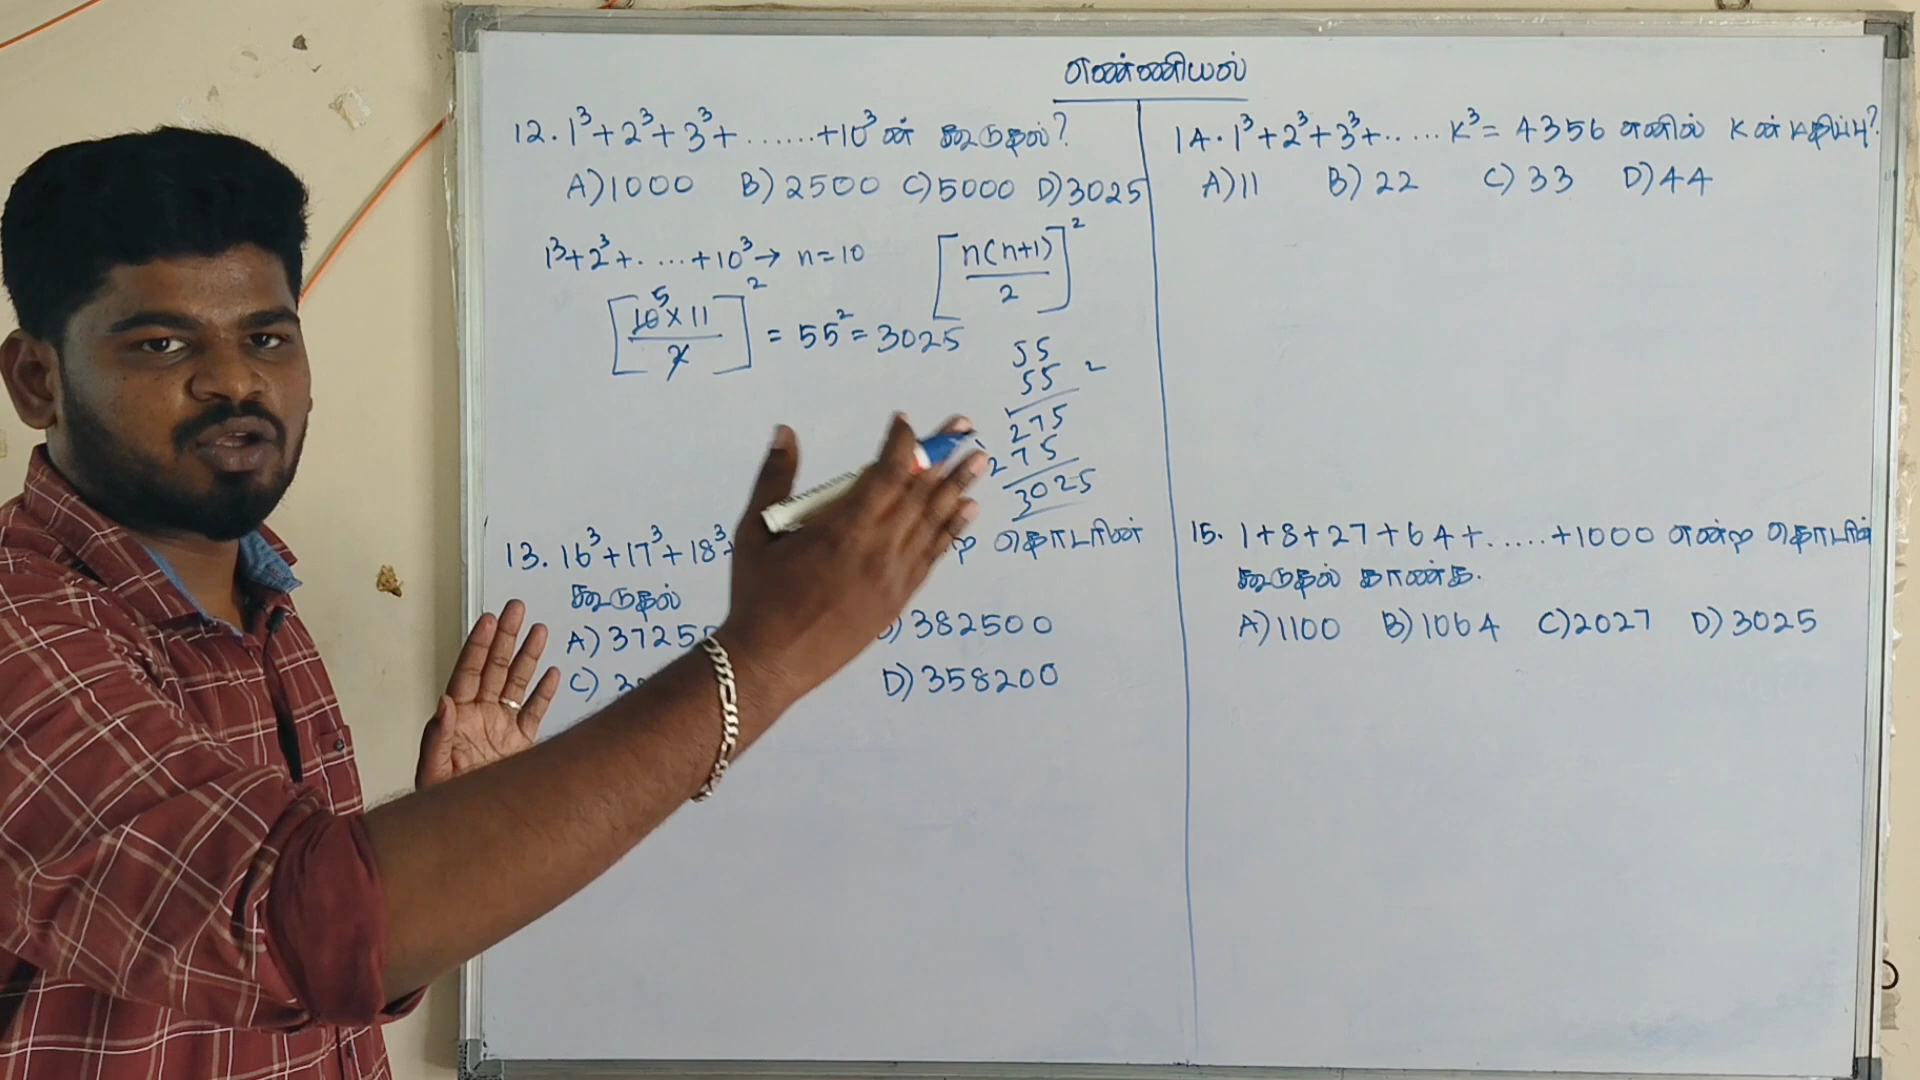 எண்ணியல்
12. 1³+2³+3³+.......+10³ ன் கூடுதல்?
A)1000 B)2500 C)5000 D)3025
1³+2³+.....+10³→ n=10 [n(n+1)/2]²
[10⁵×11/2]² = 55² = 3025
55
55 2
275
275
3025
13. 16³+17³+18³+ தொடரின்
கூடுதல்
A)3725 B)382500
C) D)358200
14. 1³+2³+3³+..... K³ = 4356 எனில் K ன் மதிப்பு?
A)11 B)22 C)33 D)44
15. 1+8+27+64+.....+1000 என்ற தொடரின்
கூடுதல் காண்க.
A)1100 B)1064 C)2027 D)3025